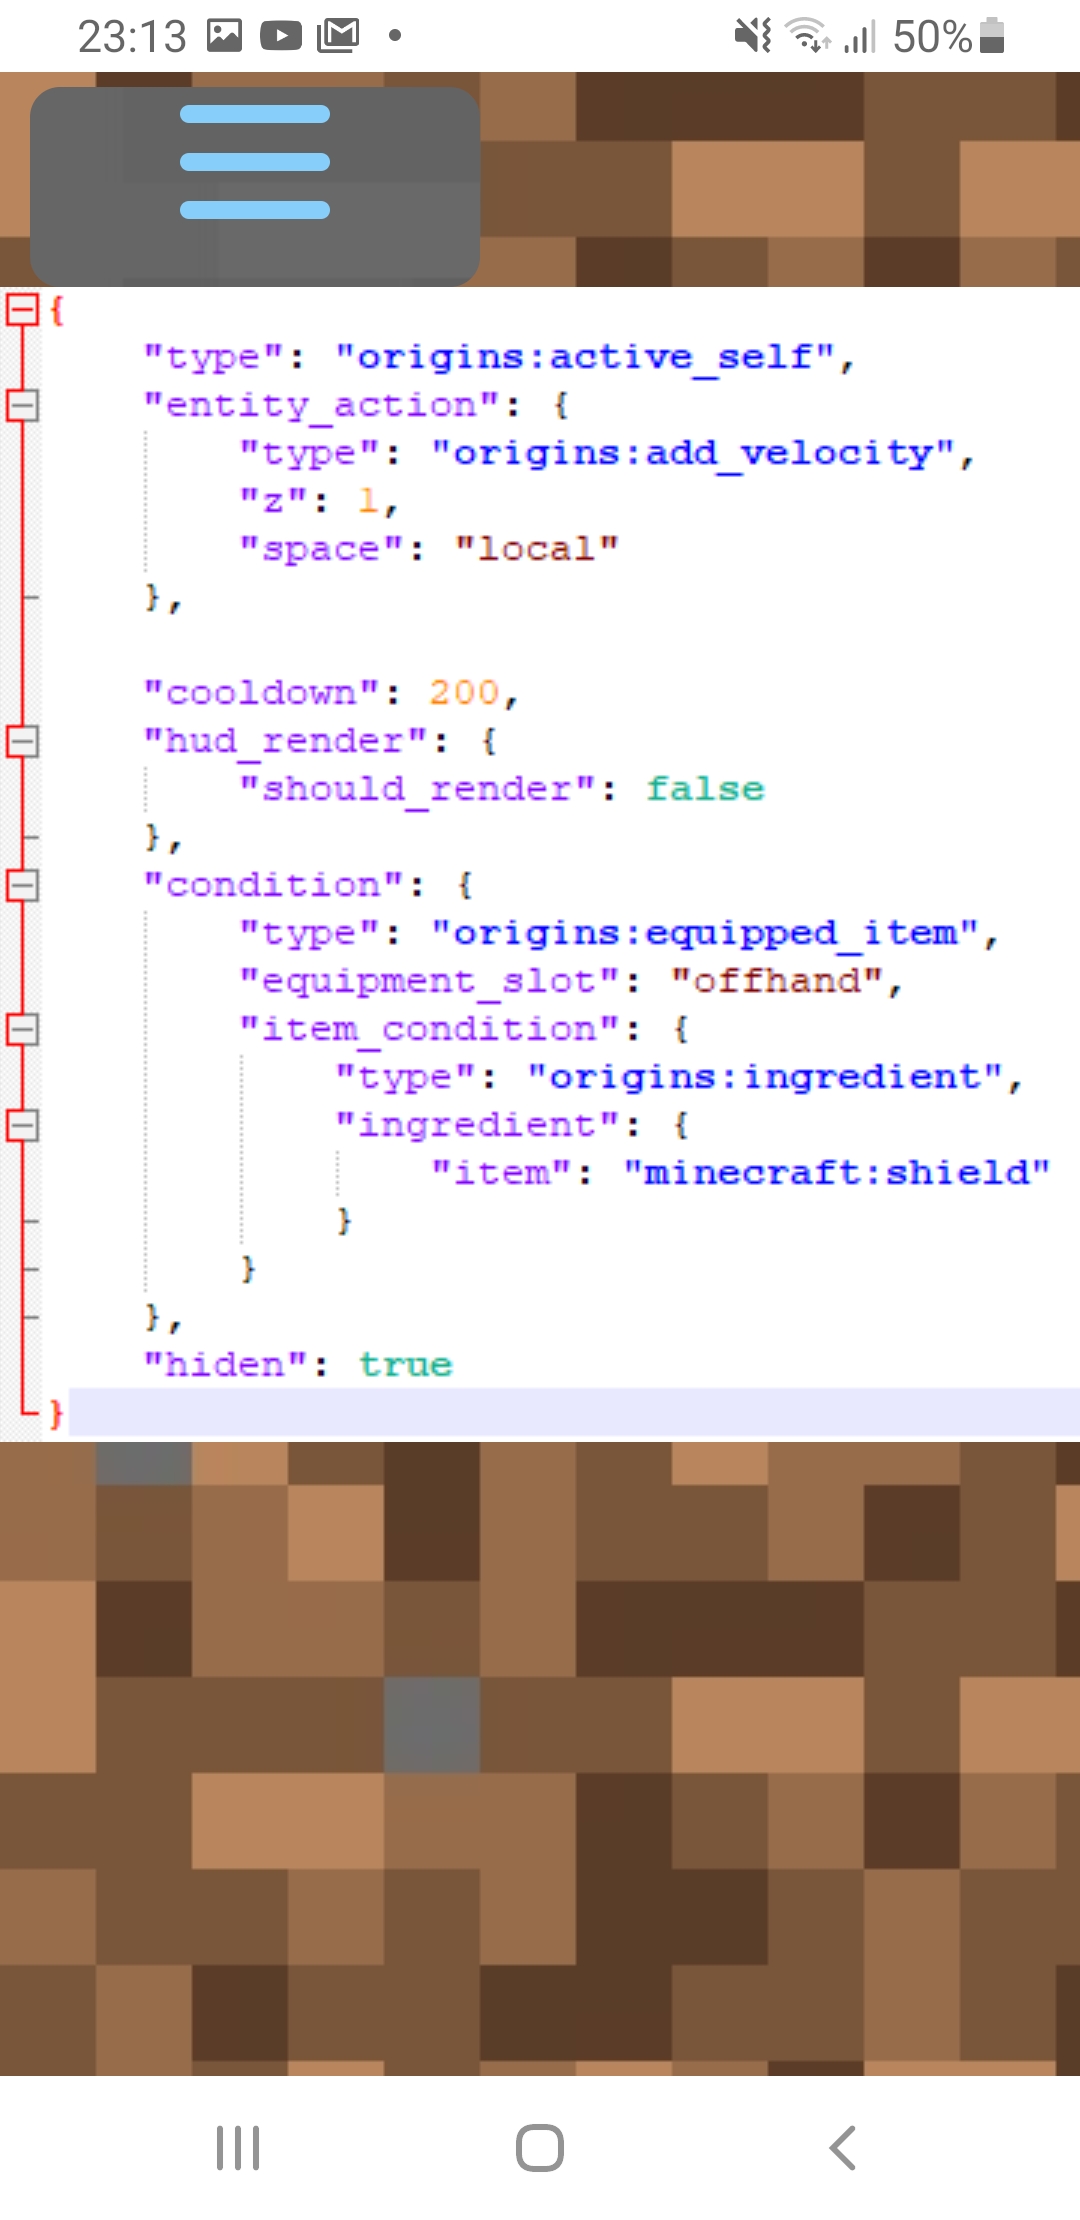 23:13 50%
{
"type": "origins:active_self",
"entity_action": {
"type": "origins:add_velocity",
"z": 1,
"space": "local"
},
"cooldown": 200,
"hud_render": {
"should_render": false
},
"condition": {
"type": "origins:equipped_item",
"equipment_slot": "offhand",
"item_condition": {
"type": "origins:ingredient",
"ingredient": {
"item": "minecraft:shield"
}
}
},
"hiden": true
}